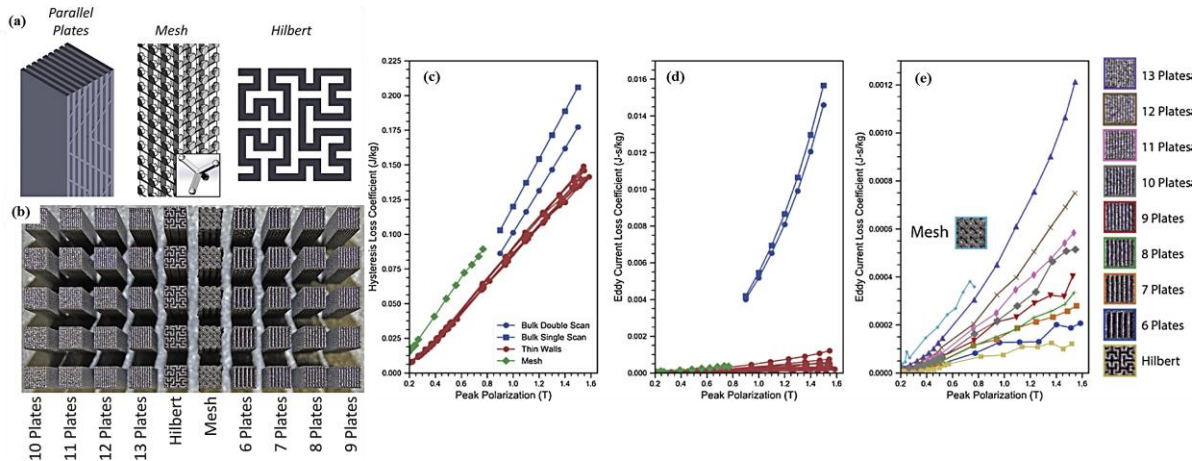 (a)
Parallel
Plates
Mesh
Hilbert
(b)
10 Plates
11 Plates
12 Plates
13 Plates
Hilbert
Mesh
6 Plates
7 Plates
8 Plates
9 Plates
(c)
Hysteresis Loss Coefficient (J/kg)
0.225
0.200
0.175
0.150
0.125
0.100
0.075
0.050
0.025
0.000
0.2 0.4 0.6 0.8 1.0 1.2 1.4 1.6
Peak Polarization (T)
Bulk Double Scan
Bulk Single Scan
Thin Walls
Mesh
(d)
Eddy Current Loss Coefficient (J-s/kg)
0.016
0.014
0.012
0.010
0.008
0.006
0.004
0.002
0.000
0.2 0.4 0.6 0.8 1.0 1.2 1.4 1.6
Peak Polarization (T)
(e)
Eddy Current Loss Coefficient (J-s/kg)
0.0012
0.0010
0.0008
0.0006
0.0004
0.0002
0.0000
0.2 0.4 0.6 0.8 1.0 1.2 1.4 1.6
Peak Polarization (T)
Mesh
13 Plates
12 Plates
11 Plates
10 Plates
9 Plates
8 Plates
7 Plates
6 Plates
Hilbert